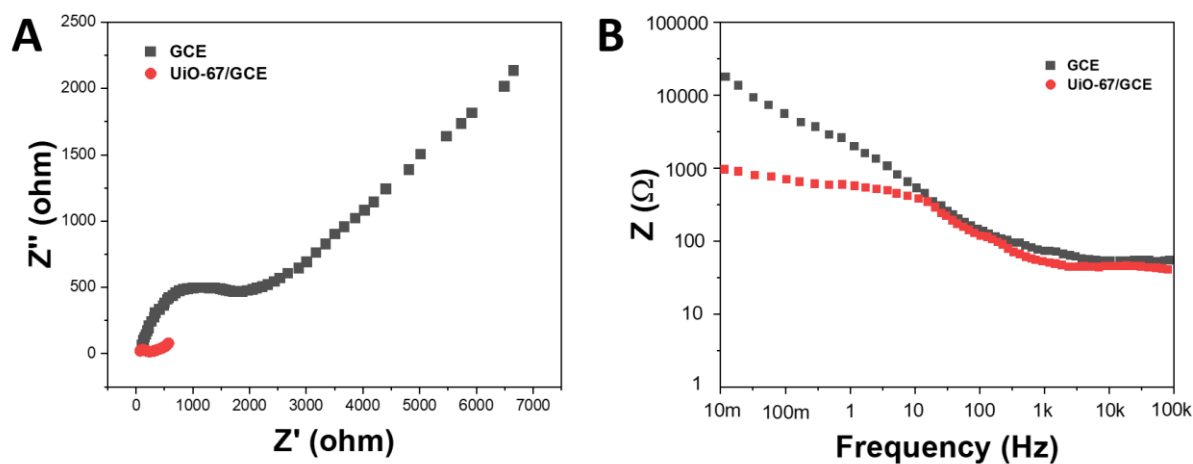 A
GCE
UiO-67/GCE
2500
2000
1500
1000
500
0
Z'' (ohm)
0 1000 2000 3000 4000 5000 6000 7000
Z' (ohm)
B
GCE
UiO-67/GCE
100000
10000
1000
100
10
1
Z (Ω)
10m 100m 1 10 100 1k 10k 100k
Frequency (Hz)